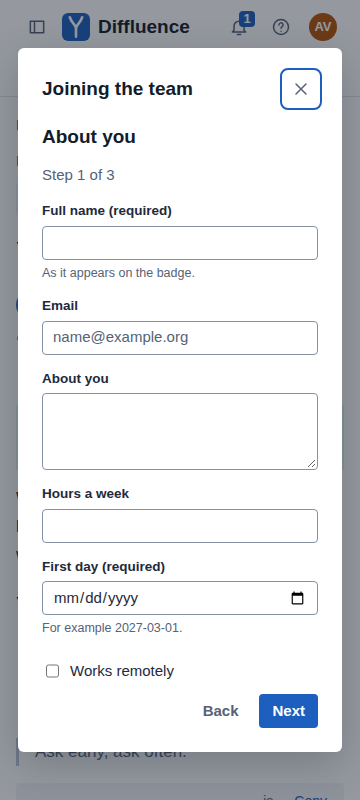 Diffluence
1
AV
Joining the team
About you
Step 1 of 3
Full name (required)
As it appears on the badge.
Email
name@example.org
About you
Hours a week
First day (required)
mm/dd/yyyy
For example 2027-03-01.
Works remotely
Back
Next
Ask early, ask often.
Copy